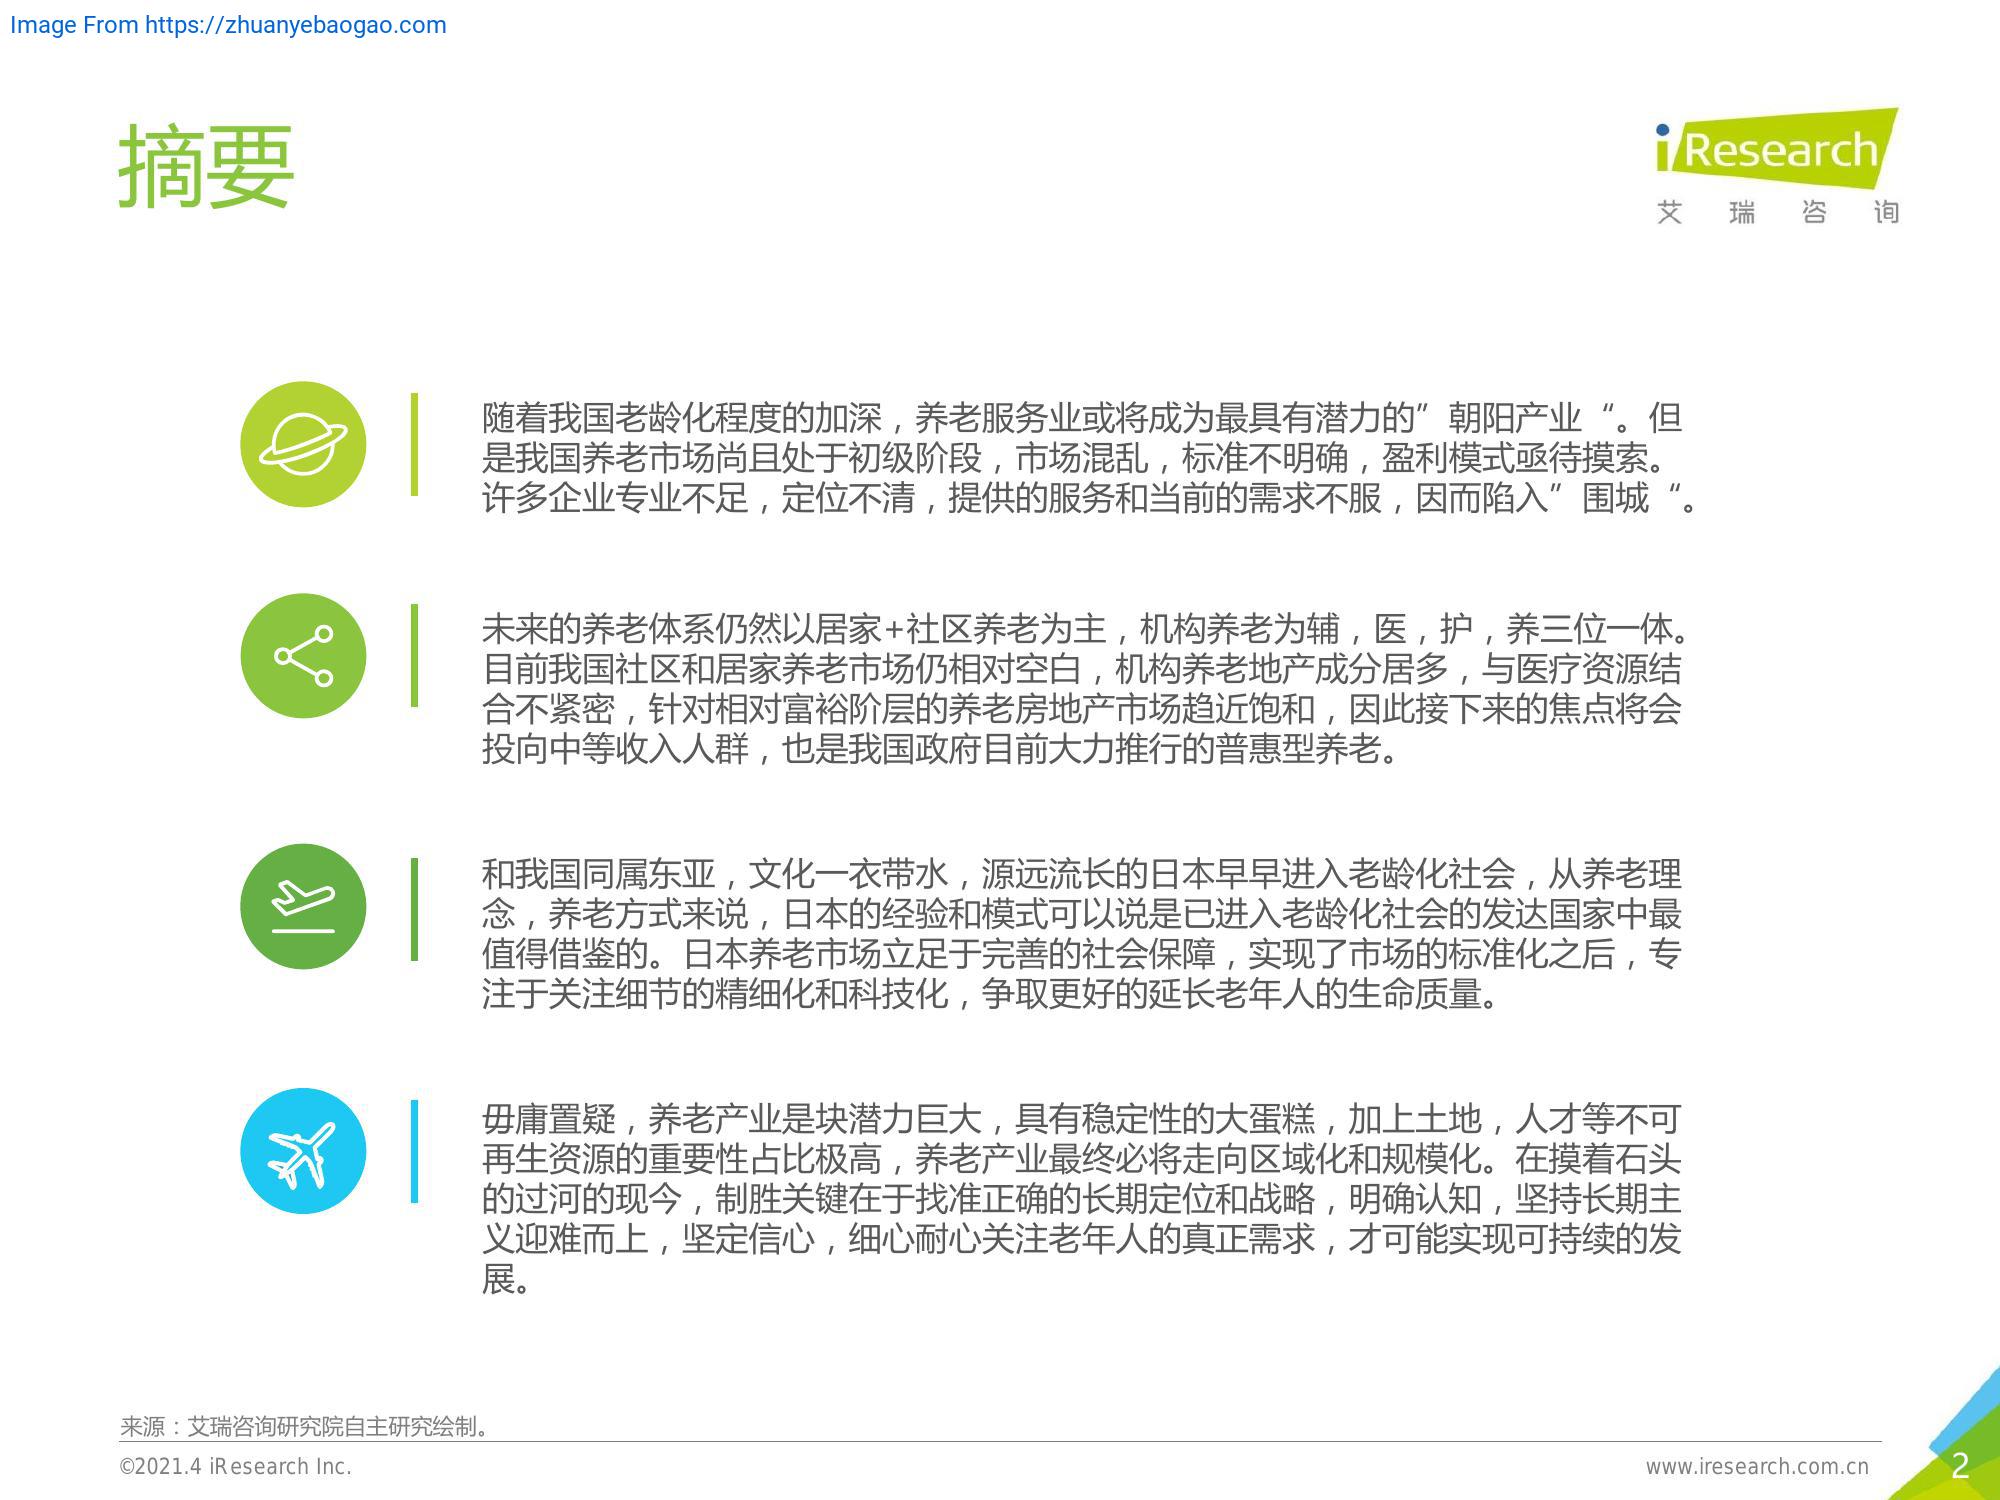 Image From https://zhuanyebaogao.com
摘要
iResearch
艾瑞咨询
随着我国老龄化程度的加深，养老服务业或将成为最具有潜力的”朝阳产业“。但
是我国养老市场尚且处于初级阶段，市场混乱，标准不明确，盈利模式亟待摸索。
许多企业专业不足，定位不清，提供的服务和当前的需求不服，因而陷入”围城“。
未来的养老体系仍然以居家+社区养老为主，机构养老为辅，医，护，养三位一体。
目前我国社区和居家养老市场仍相对空白，机构养老地产成分居多，与医疗资源结
合不紧密，针对相对富裕阶层的养老房地产市场趋近饱和，因此接下来的焦点将会
投向中等收入人群，也是我国政府目前大力推行的普惠型养老。
和我国同属东亚，文化一衣带水，源远流长的日本早早进入老龄化社会，从养老理
念，养老方式来说，日本的经验和模式可以说是已进入老龄化社会的发达国家中最
值得借鉴的。日本养老市场立足于完善的社会保障，实现了市场的标准化之后，专
注于关注细节的精细化和科技化，争取更好的延长老年人的生命质量。
毋庸置疑，养老产业是块潜力巨大，具有稳定性的大蛋糕，加上土地，人才等不可
再生资源的重要性占比极高，养老产业最终必将走向区域化和规模化。在摸着石头
的过河的现今，制胜关键在于找准正确的长期定位和战略，明确认知，坚持长期主
义迎难而上，坚定信心，细心耐心关注老年人的真正需求，才可能实现可持续的发
展。
来源：艾瑞咨询研究院自主研究绘制。
©2021.4 iResearch Inc.
www.iresearch.com.cn
2